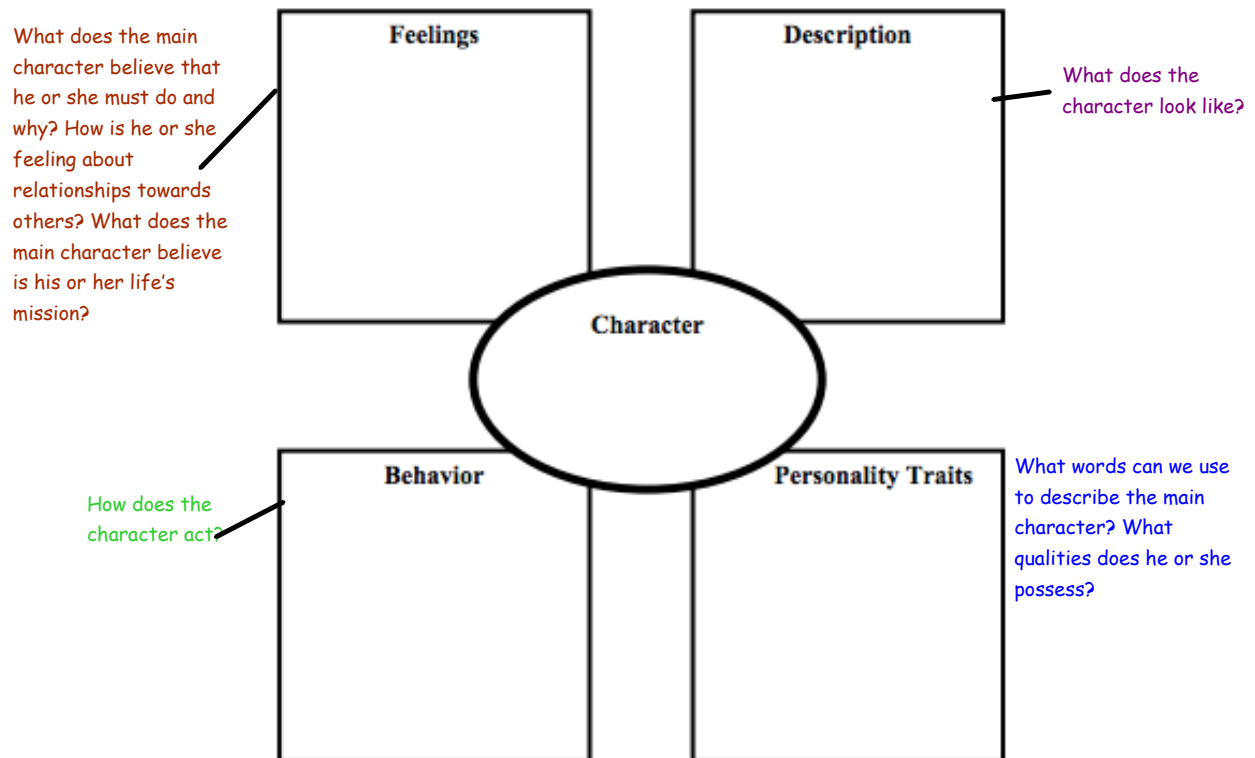 What does the main
character believe that
he or she must do and
why? How is he or she
feeling about
relationships towards
others? What does the
main character believe
is his or her life's
mission?
Feelings
Description
What does the
character look like?
Character
Behavior
How does the
character act?
Personality Traits
What words can we use
to describe the main
character? What
qualities does he or she
possess?